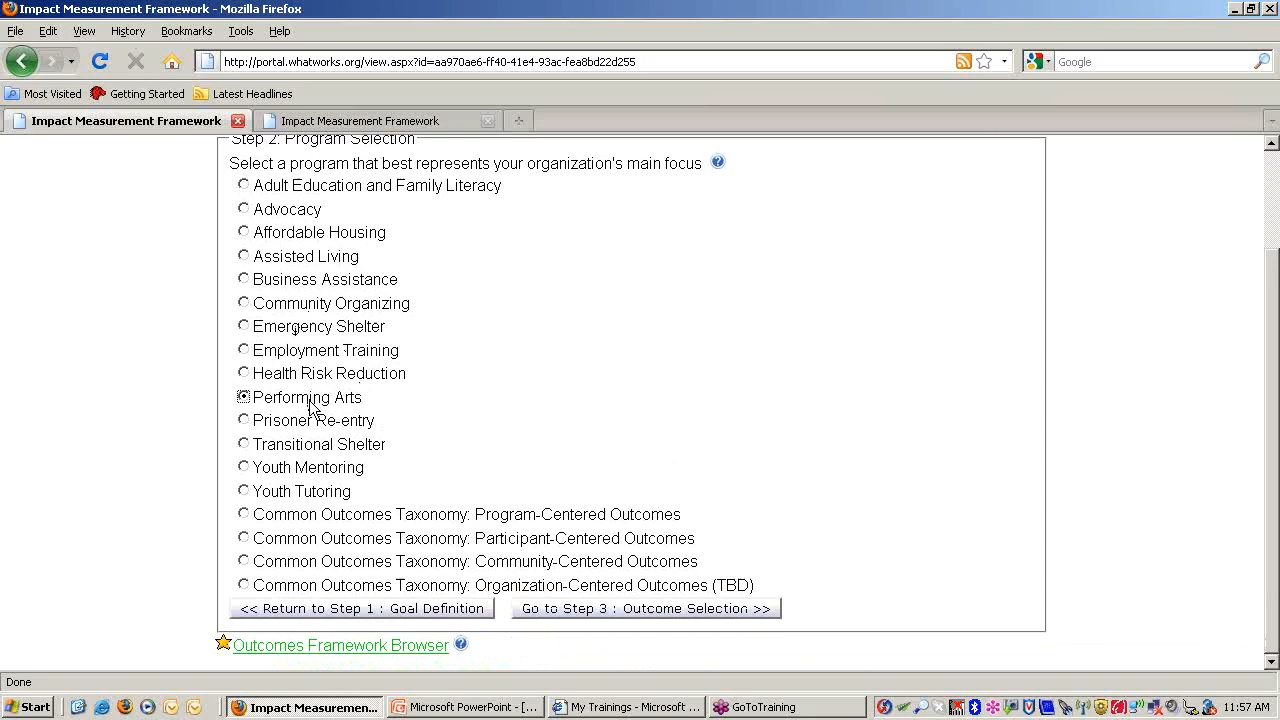 Impact Measurement Framework - Mozilla Firefox
File Edit View History Bookmarks Tools Help
http://portal.whatworks.org/view.aspx?id=aa970ae6-ff40-41e4-93ac-fea8bd22d255
Google
Most Visited Getting Started Latest Headlines
Impact Measurement Framework Impact Measurement Framework
Step 2: Program Selection
Select a program that best represents your organization's main focus
Adult Education and Family Literacy
Advocacy
Affordable Housing
Assisted Living
Business Assistance
Community Organizing
Emergency Shelter
Employment Training
Health Risk Reduction
Performing Arts
Prisoner Re-entry
Transitional Shelter
Youth Mentoring
Youth Tutoring
Common Outcomes Taxonomy: Program-Centered Outcomes
Common Outcomes Taxonomy: Participant-Centered Outcomes
Common Outcomes Taxonomy: Community-Centered Outcomes
Common Outcomes Taxonomy: Organization-Centered Outcomes (TBD)
<< Return to Step 1 : Goal Definition Go to Step 3 : Outcome Selection >>
Outcomes Framework Browser
Done
Start Impact Measuremen... Microsoft PowerPoint - [... My Trainings - Microsoft ... GoToTraining 11:57 AM